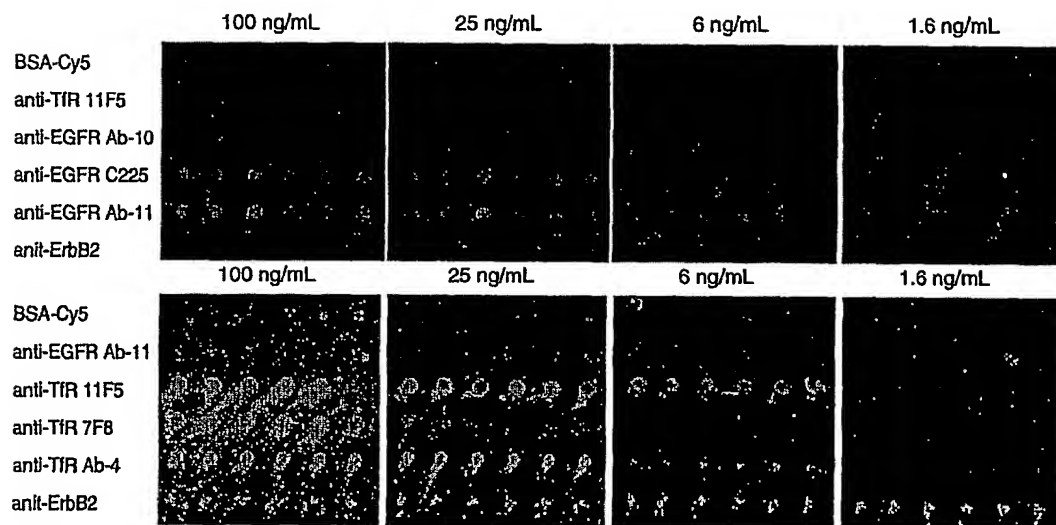 100 ng/mL 25 ng/mL 6 ng/mL 1.6 ng/mL
BSA-Cy5
anti-TfR 11F5
anti-EGFR Ab-10
anti-EGFR C225
anti-EGFR Ab-11
anit-ErbB2
100 ng/mL 25 ng/mL 6 ng/mL 1.6 ng/mL
BSA-Cy5
anti-EGFR Ab-11
anti-TfR 11F5
anti-TfR 7F8
anti-TfR Ab-4
anit-ErbB2